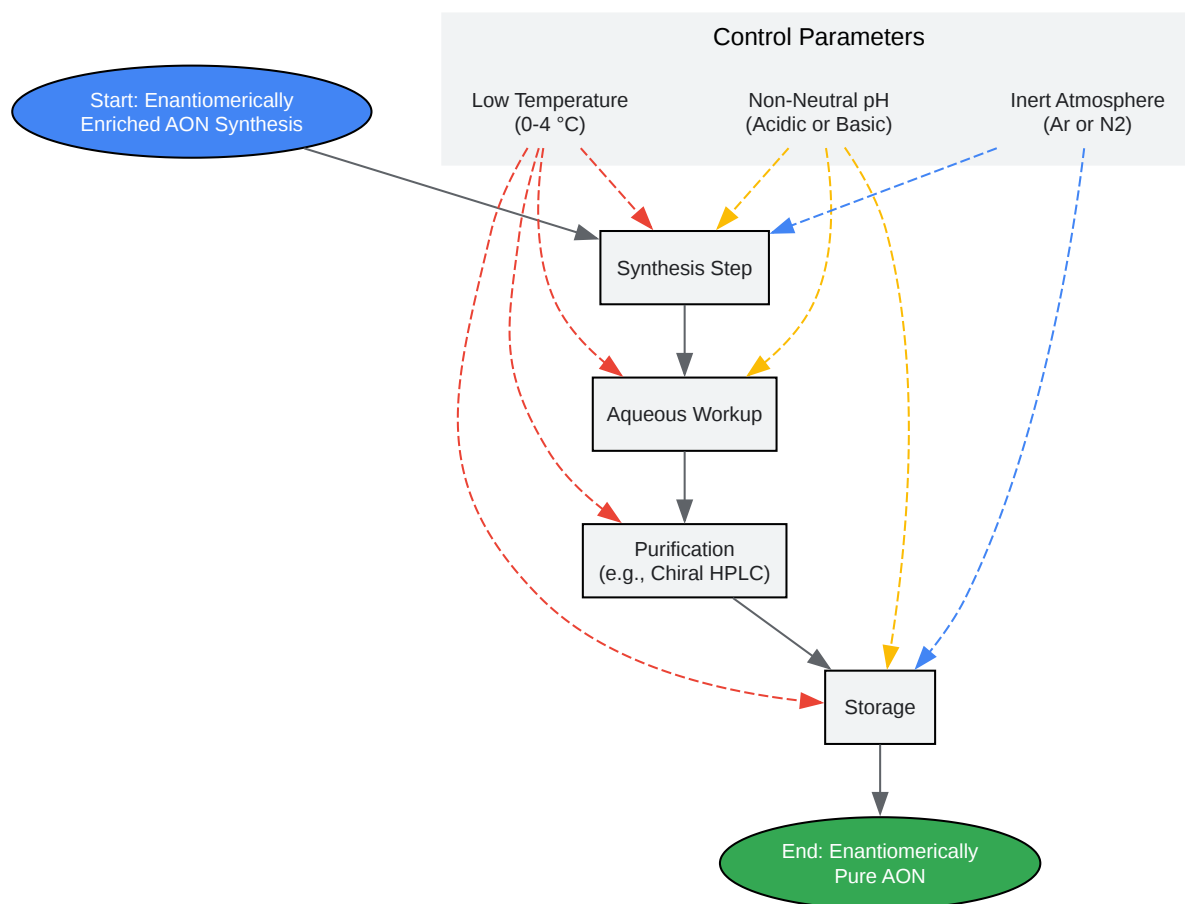 Control Parameters
Start: Enantiomerically
Enriched AON Synthesis
Low Temperature
(0-4 °C)
Non-Neutral pH
(Acidic or Basic)
Inert Atmosphere
(Ar or N2)
Synthesis Step
Aqueous Workup
Purification
(e.g., Chiral HPLC)
Storage
End: Enantiomerically
Pure AON